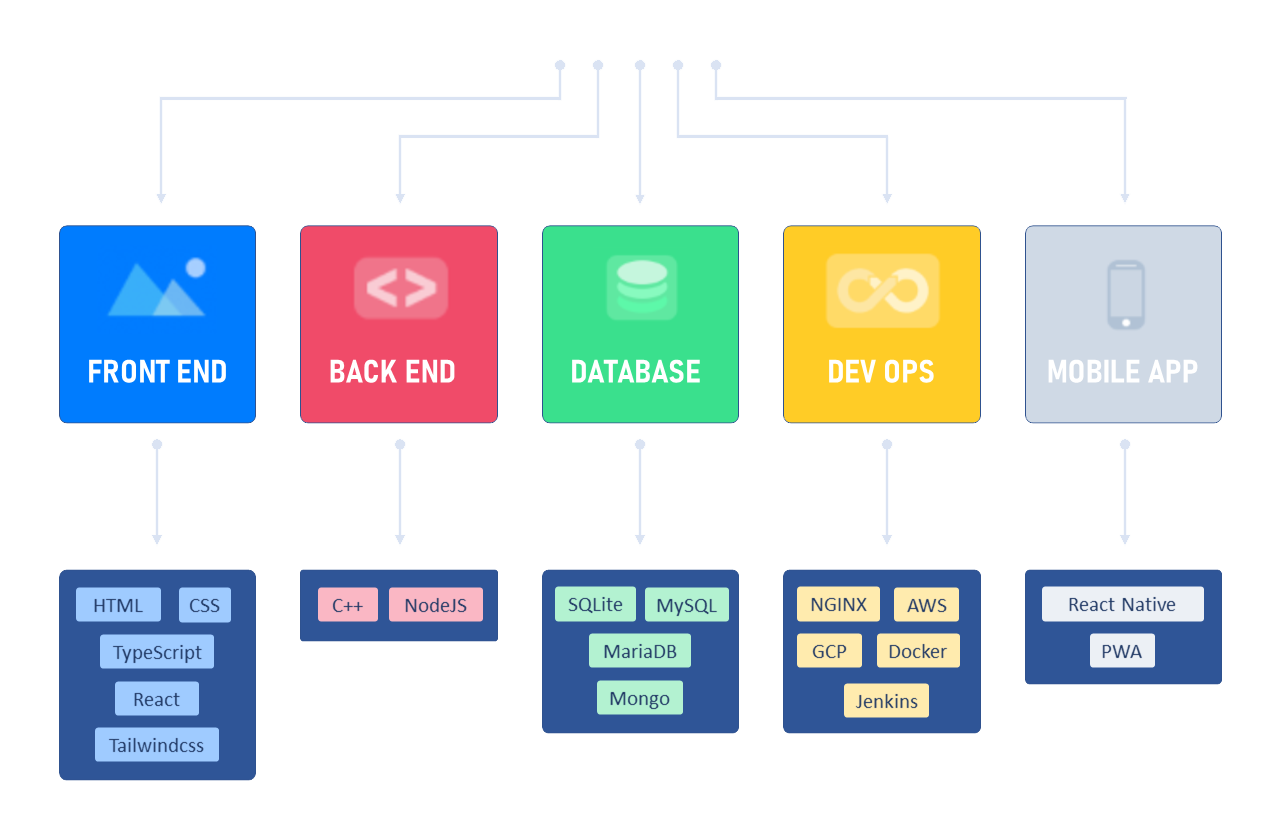 FRONT END
BACK END
DATABASE
DEV OPS
MOBILE APP
HTML CSS
TypeScript
React
Tailwindcss
C++ NodeJS
SQLite MySQL
MariaDB
Mongo
NGINX AWS
GCP Docker
Jenkins
React Native
PWA